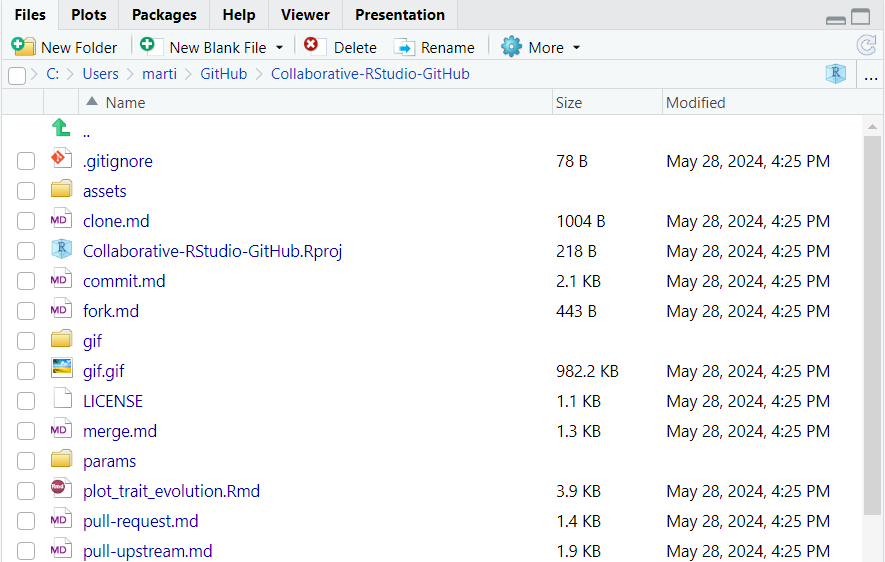 Files Plots Packages Help Viewer Presentation
New Folder New Blank File Delete Rename More
C: Users marti GitHub Collaborative-RStudio-GitHub R ...
Name Size Modified
..
.gitignore 78 B May 28, 2024, 4:25 PM
assets
MD clone.md 1004 B May 28, 2024, 4:25 PM
R Collaborative-RStudio-GitHub.Rproj 218 B May 28, 2024, 4:25 PM
MD commit.md 2.1 KB May 28, 2024, 4:25 PM
MD fork.md 443 B May 28, 2024, 4:25 PM
gif
gif.gif 982.2 KB May 28, 2024, 4:25 PM
LICENSE 1.1 KB May 28, 2024, 4:25 PM
MD merge.md 1.3 KB May 28, 2024, 4:25 PM
params
Rmd plot_trait_evolution.Rmd 3.9 KB May 28, 2024, 4:25 PM
MD pull-request.md 1.4 KB May 28, 2024, 4:25 PM
MD pull-upstream.md 1.9 KB May 28, 2024, 4:25 PM